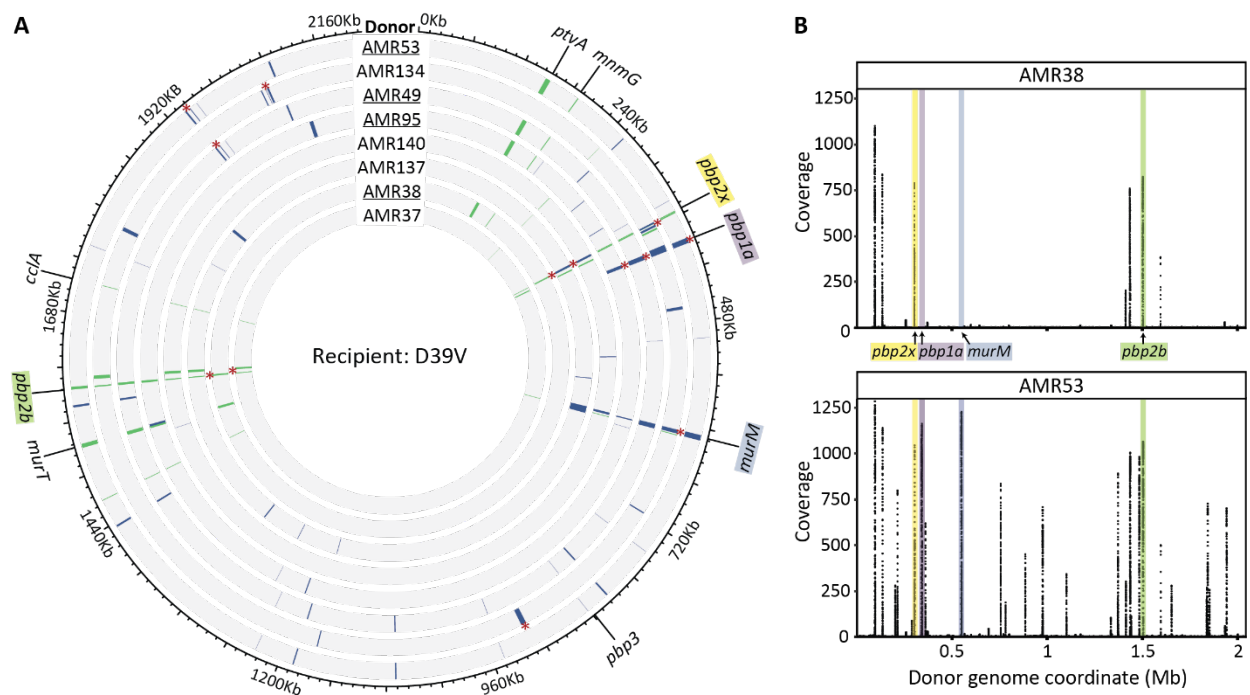 A
Donor
AMR53
AMR134
AMR49
AMR95
AMR140
AMR137
AMR38
AMR37
Recipient: D39V
0Kb
ptvA
mnmG
240Kb
pbp2x
pbp1a
480Kb
murM
720Kb
pbp3
960Kb
1200Kb
1440Kb
murT
pbp2b
1680Kb
cclA
1920KB
2160Kb
B
AMR38
Coverage
1250
1000
750
500
250
0
pbp2x
pbp1a
murM
pbp2b
AMR53
Coverage
1250
1000
750
500
250
0
0.5
1
1.5
2
Donor genome coordinate (Mb)